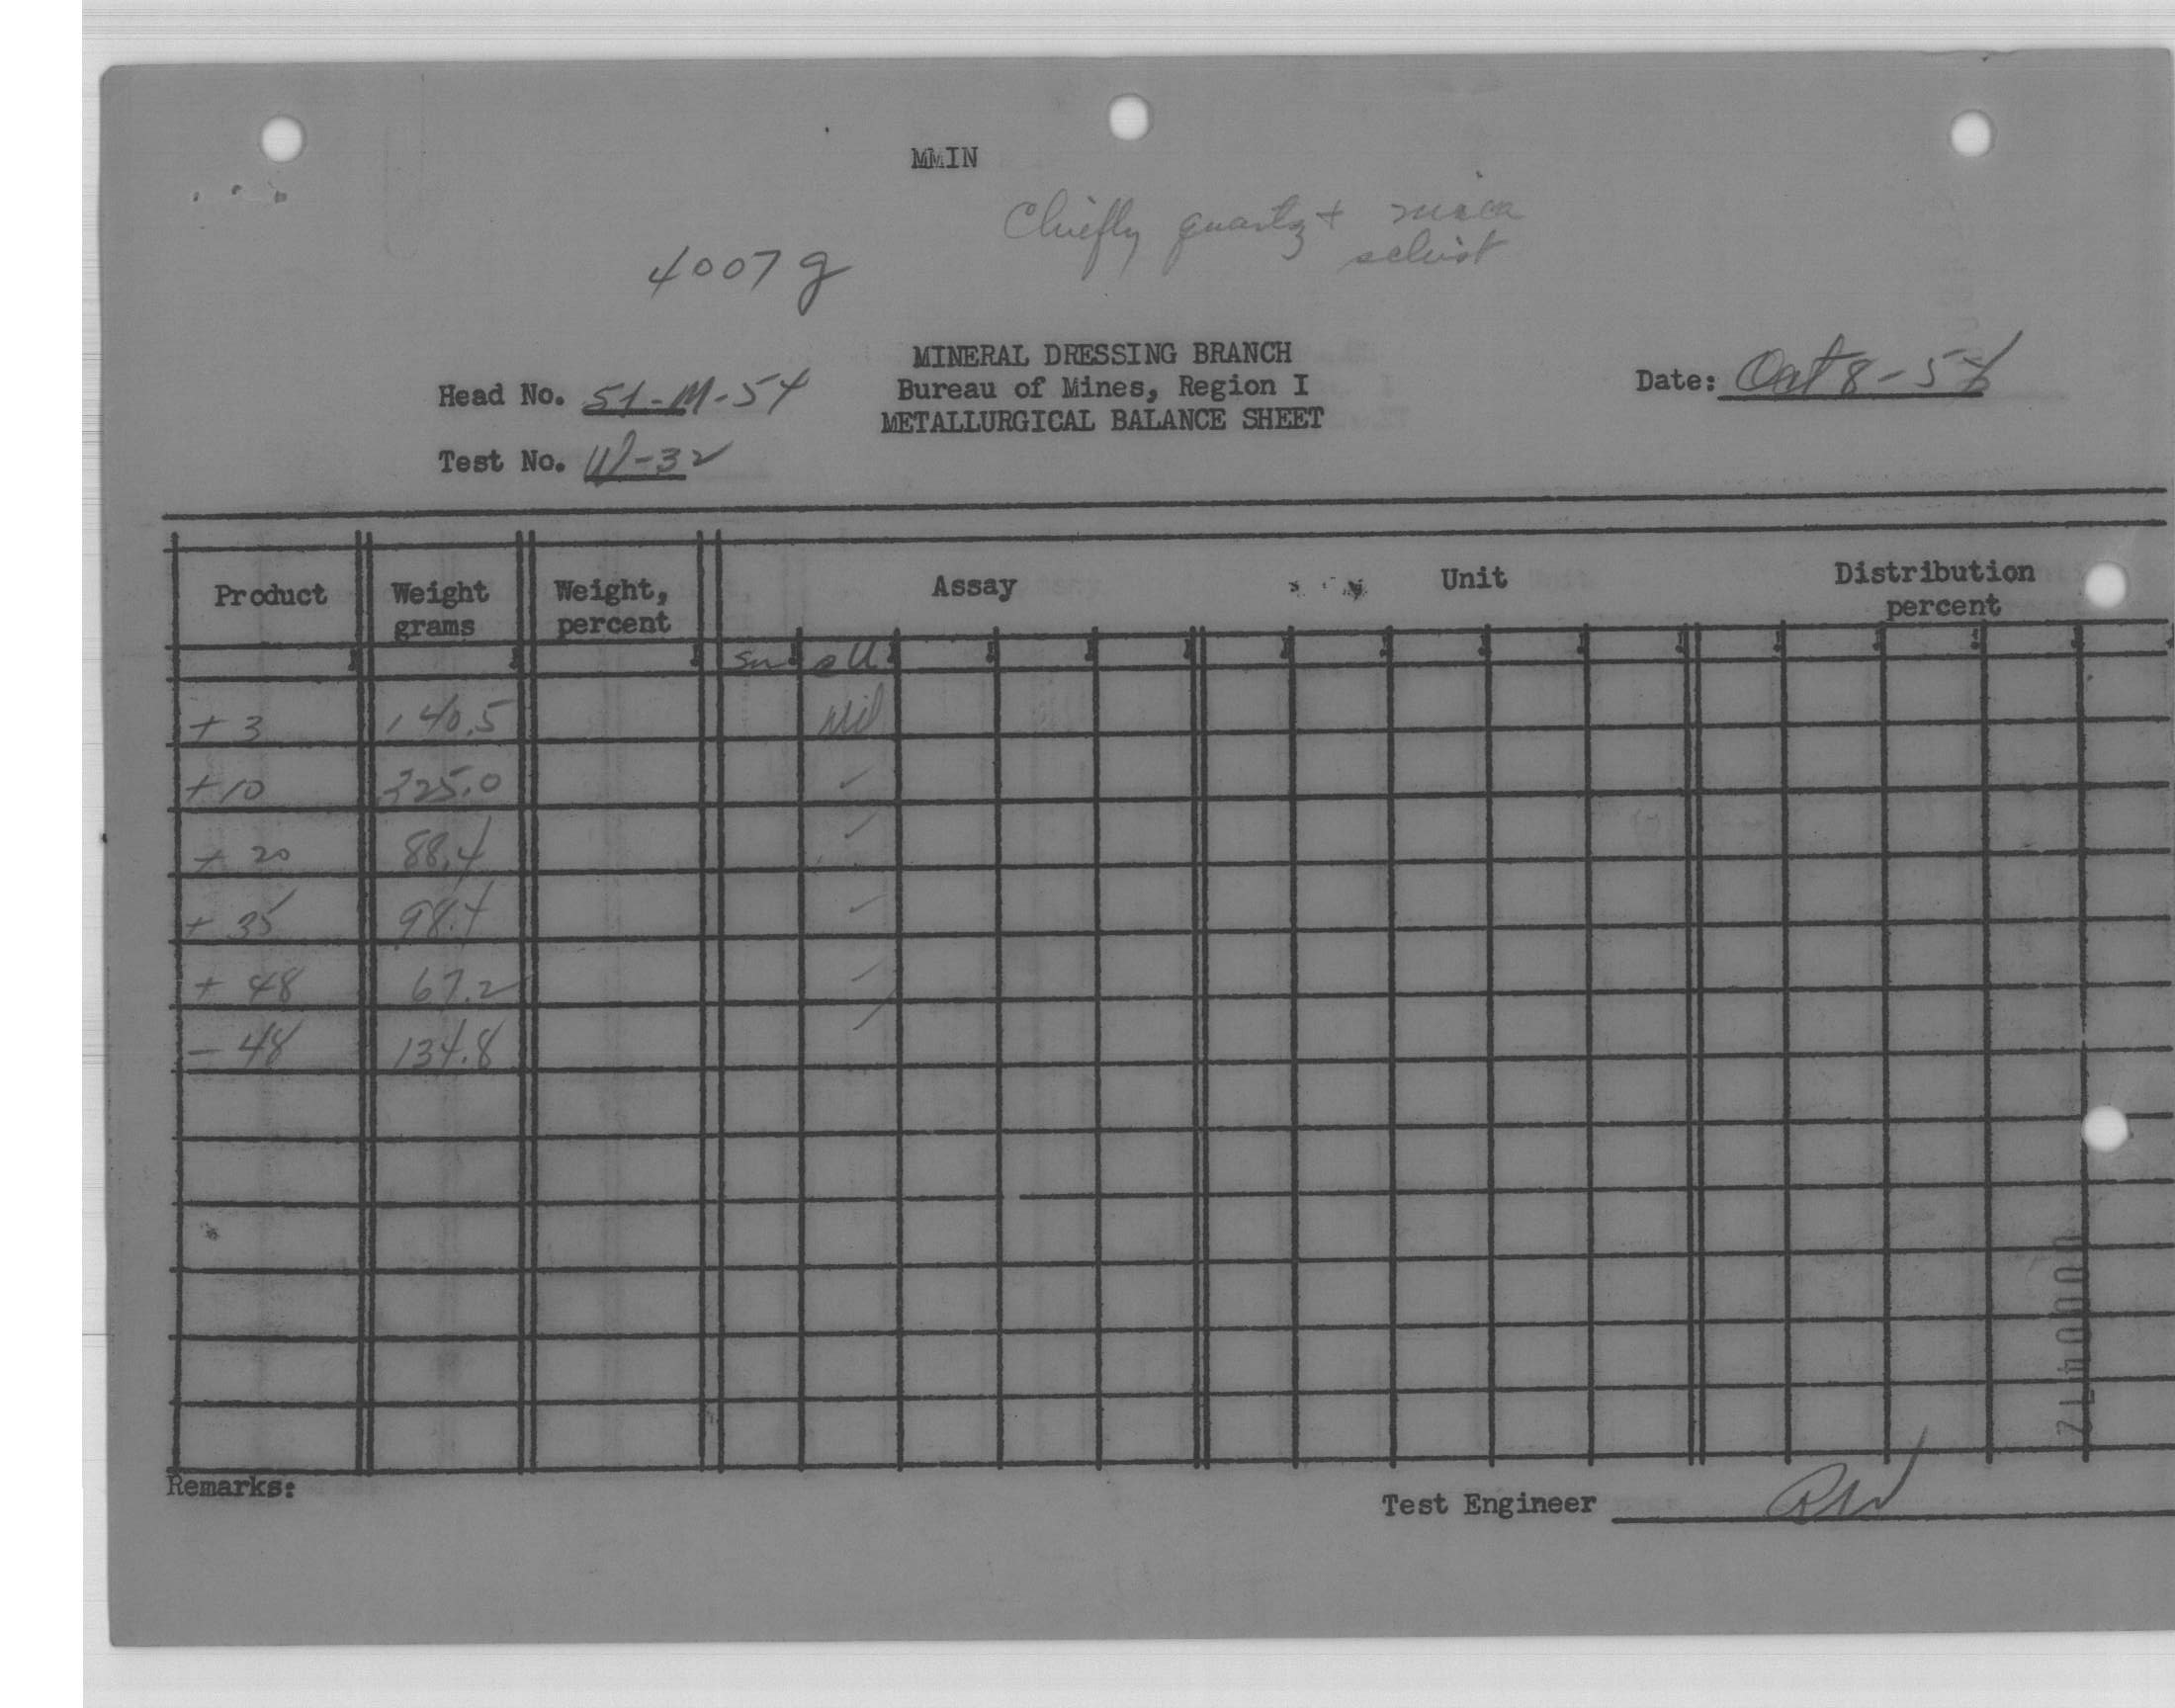 MMIN
Chiefly quartz + mica
schist
4007 g
MINERAL DRESSING BRANCH
Head No. 51-M-54 Bureau of Mines, Region I Date: Oct 8-54
METALLURGICAL BALANCE SHEET
Test No. W-32
Product Weight grams Weight, percent Assay Unit Distribution percent
Sn eU
+ 3 140.5 Nil
+10 225.0 ✓
+ 20 88.4 ✓
+ 35 98.4 ✓
+ 48 67.2 ✓
- 48 134.8 ✓
Remarks:
Test Engineer